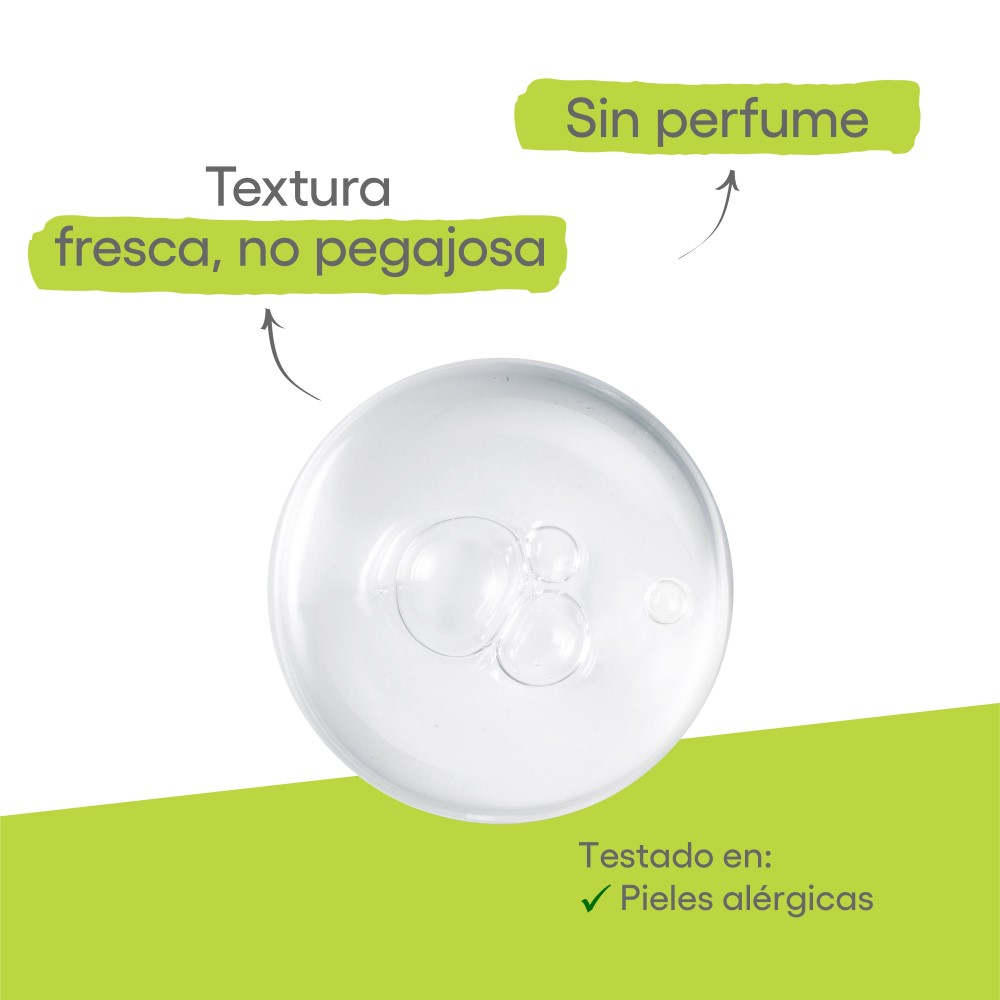 Sin perfume
Textura
fresca, no pegajosa
Testado en:
✓ Pieles alérgicas